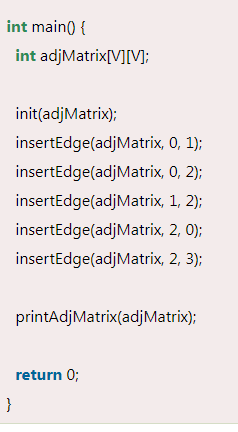 int main() {
int adjMatrix[V][V];
init(adjMatrix);
insertEdge(adjMatrix, 0, 1);
insertEdge(adjMatrix, 0, 2);
insertEdge(adjMatrix, 1, 2);
insertEdge(adjMatrix, 2, 0);
insertEdge(adjMatrix, 2, 3);
printAdjMatrix(adjMatrix);
return 0;
}